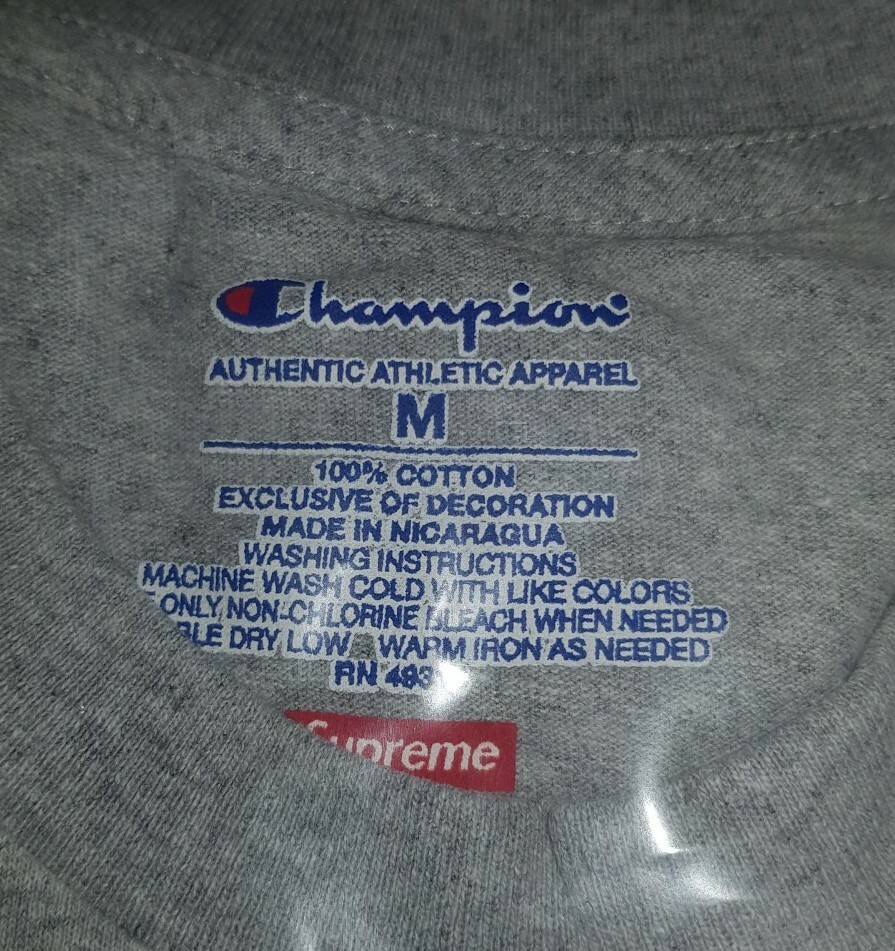 Champion
AUTHENTIC ATHLETIC APPAREL
M
100% COTTON
EXCLUSIVE OF DECORATION
MADE IN NICARAGUA
WASHING INSTRUCTIONS
MACHINE WASH COLD WITH LIKE COLORS
ONLY NON-CHLORINE BLEACH WHEN NEEDED
DRY LOW WARM IRON AS NEEDED
RN
Supreme